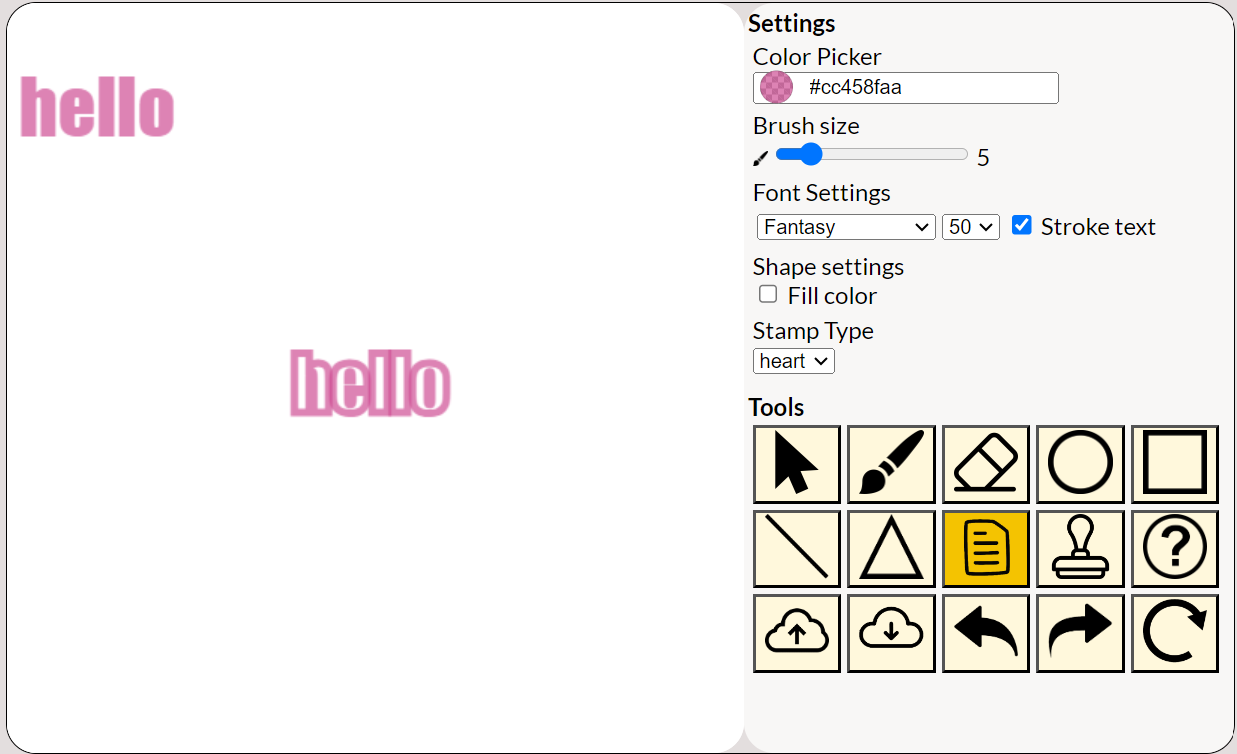 hello
hello
Settings
Color Picker
#cc458faa
Brush size
5
Font Settings
Fantasy 50 Stroke text
Shape settings
Fill color
Stamp Type
heart
Tools
?